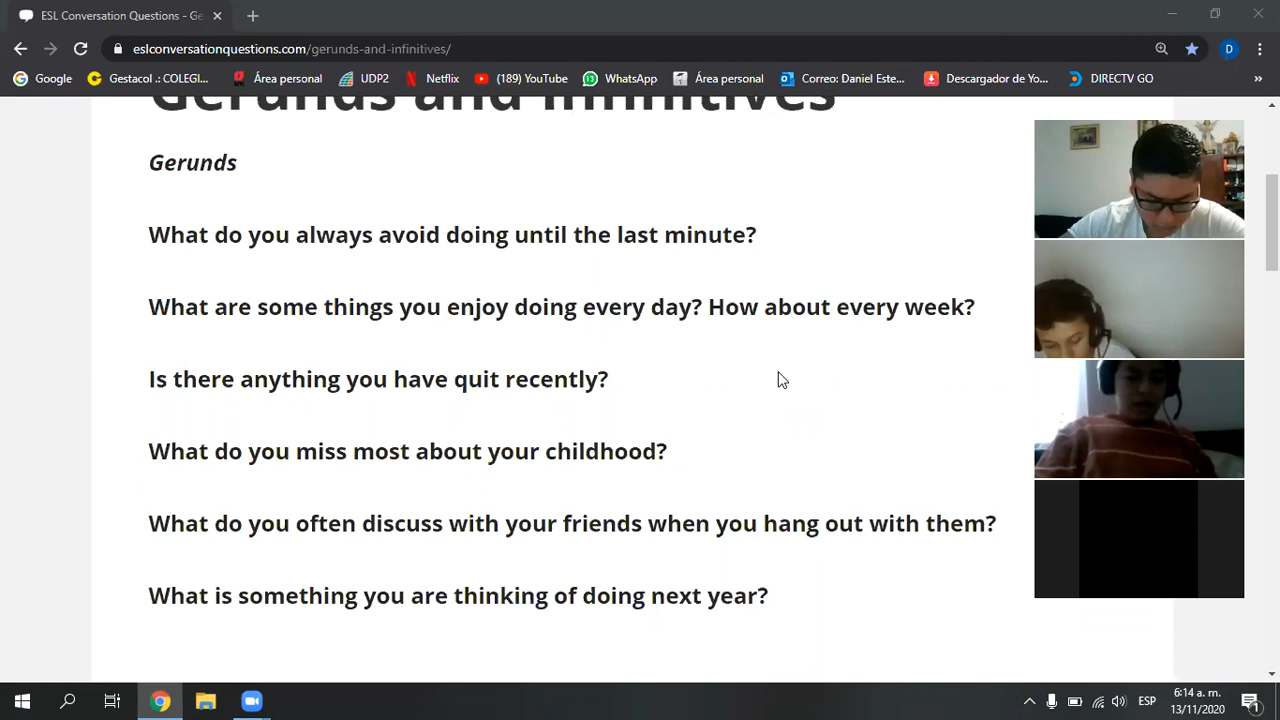 ESL Conversation Questions - Ge
eslconversationquestions.com/gerunds-and-infinitives/
D
Google
Gestacol .: COLEGI...
Área personal
UDP2
Netflix
(189) YouTube
13
WhatsApp
Área personal
Correo: Daniel Este...
Descargador de Yo...
DIRECTV GO
»
Gerunds and Infinitives
Gerunds
What do you always avoid doing until the last minute?
What are some things you enjoy doing every day? How about every week?
Is there anything you have quit recently?
What do you miss most about your childhood?
What do you often discuss with your friends when you hang out with them?
What is something you are thinking of doing next year?
ESP
6:14 a. m.
13/11/2020
1